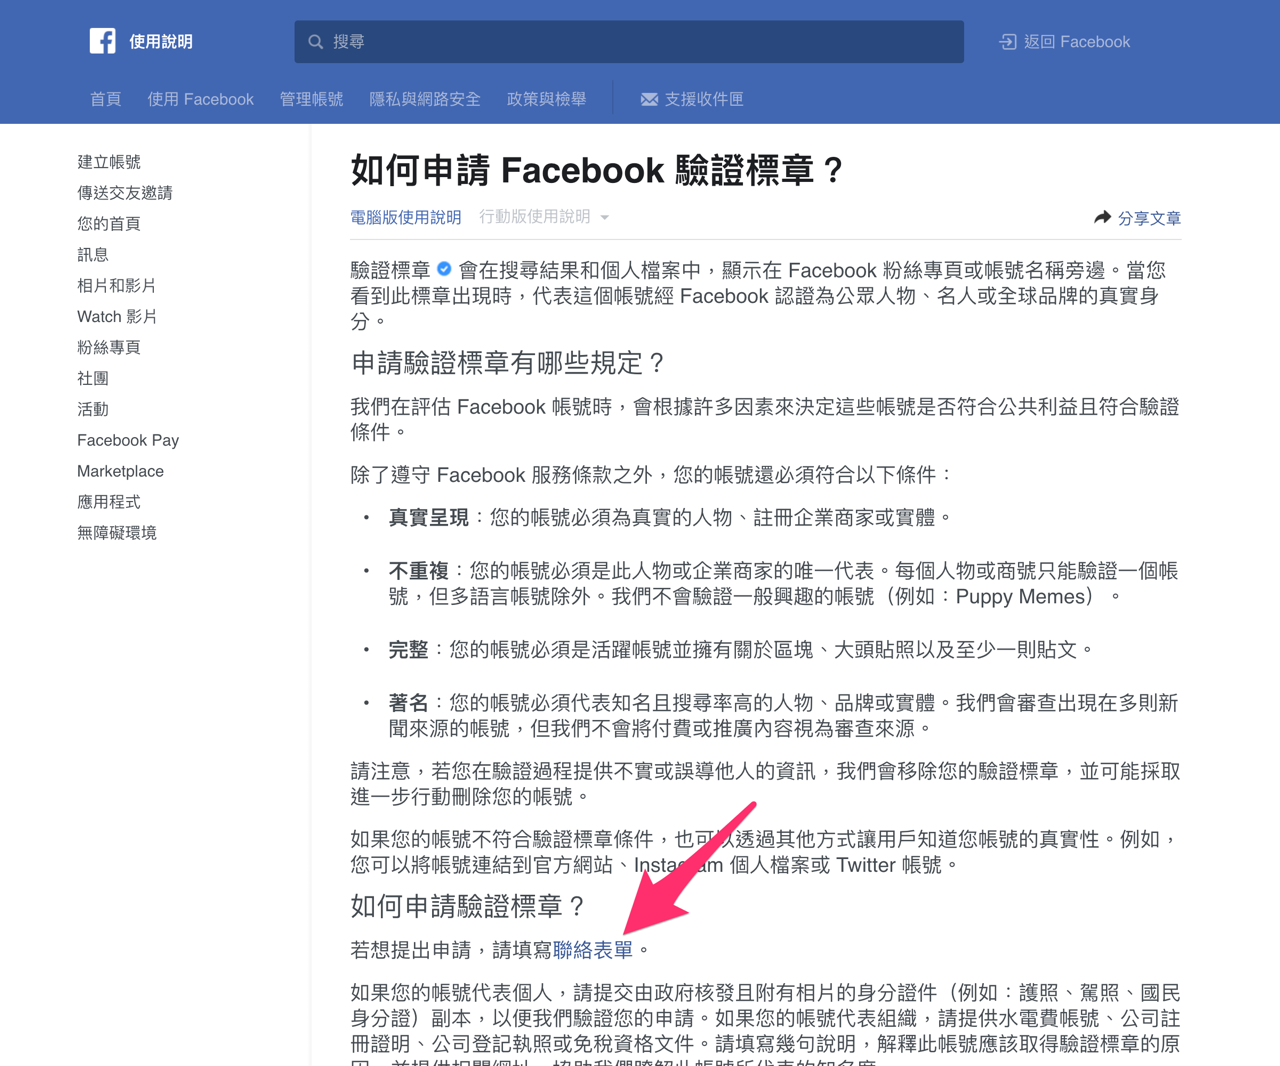 使用說明
搜尋
返回 Facebook
首頁
使用 Facebook
管理帳號
隱私與網路安全
政策與檢舉
支援收件匣
建立帳號
傳送交友邀請
您的首頁
訊息
相片和影片
Watch 影片
粉絲專頁
社團
活動
Facebook Pay
Marketplace
應用程式
無障礙環境
如何申請 Facebook 驗證標章？
電腦版使用說明
行動版使用說明
分享文章
驗證標章 會在搜尋結果和個人檔案中，顯示在 Facebook 粉絲專頁或帳號名稱旁邊。當您
看到此標章出現時，代表這個帳號經 Facebook 認證為公眾人物、名人或全球品牌的真實身
分。
申請驗證標章有哪些規定？
我們在評估 Facebook 帳號時，會根據許多因素來決定這些帳號是否符合公共利益且符合驗證
條件。
除了遵守 Facebook 服務條款之外，您的帳號還必須符合以下條件：
• 真實呈現：您的帳號必須為真實的人物、註冊企業商家或實體。
• 不重複：您的帳號必須是此人物或企業商家的唯一代表。每個人物或商號只能驗證一個帳
號，但多語言帳號除外。我們不會驗證一般興趣的帳號（例如：Puppy Memes）。
• 完整：您的帳號必須是活躍帳號並擁有關於區塊、大頭貼照以及至少一則貼文。
• 著名：您的帳號必須代表知名且搜尋率高的人物、品牌或實體。我們會審查出現在多則新
聞來源的帳號，但我們不會將付費或推廣內容視為審查來源。
請注意，若您在驗證過程提供不實或誤導他人的資訊，我們會移除您的驗證標章，並可能採取
進一步行動刪除您的帳號。
如果您的帳號不符合驗證標章條件，也可以透過其他方式讓用戶知道您帳號的真實性。例如，
您可以將帳號連結到官方網站、Instagram 個人檔案或 Twitter 帳號。
如何申請驗證標章？
若想提出申請，請填寫聯絡表單。
如果您的帳號代表個人，請提交由政府核發且附有相片的身分證件（例如：護照、駕照、國民
身分證）副本，以便我們驗證您的申請。如果您的帳號代表組織，請提供水電費帳號、公司註
冊證明、公司登記執照或免稅資格文件。請填寫幾句說明，解釋此帳號應該取得驗證標章的原